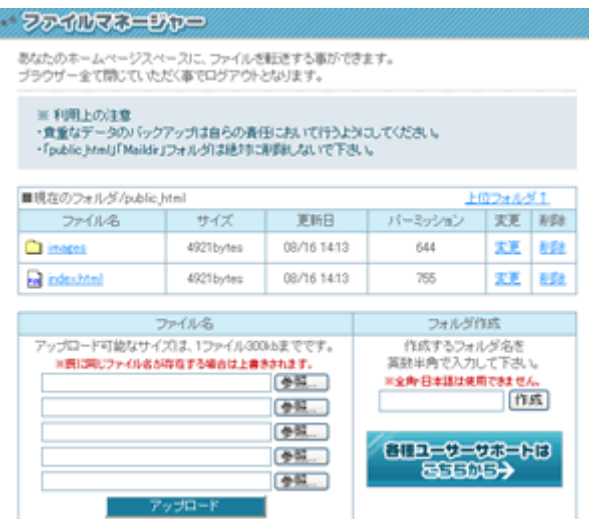 ファイルマネージャー
あなたのホームページスペースに、ファイルを転送する事ができます。
ブラウザー全て閉じていただく事でログアウトとなります。
※ 利用上の注意
・貴重なデータのバックアップは自らの責任において行うようにしてください。
・「public_html」「Maildir」フォルダは絶対に削除しないで下さい。
■現在のフォルダ/public_html 上位フォルダ↑
ファイル名 サイズ 更新日 パーミッション 変更 削除
images 4921bytes 08/16 14:13 644 変更 削除
index.html 4921bytes 08/16 14:13 755 変更 削除
ファイル名
アップロード可能なサイズは、1ファイル300kbまでです。
※既に同じファイル名が存在する場合は上書きされます。
参照...
参照...
参照...
参照...
参照...
アップロード
フォルダ作成
作成するフォルダ名を
英数半角で入力して下さい。
※全角・日本語は使用できません。
作成
各種ユーザーサポートは
こちらから→